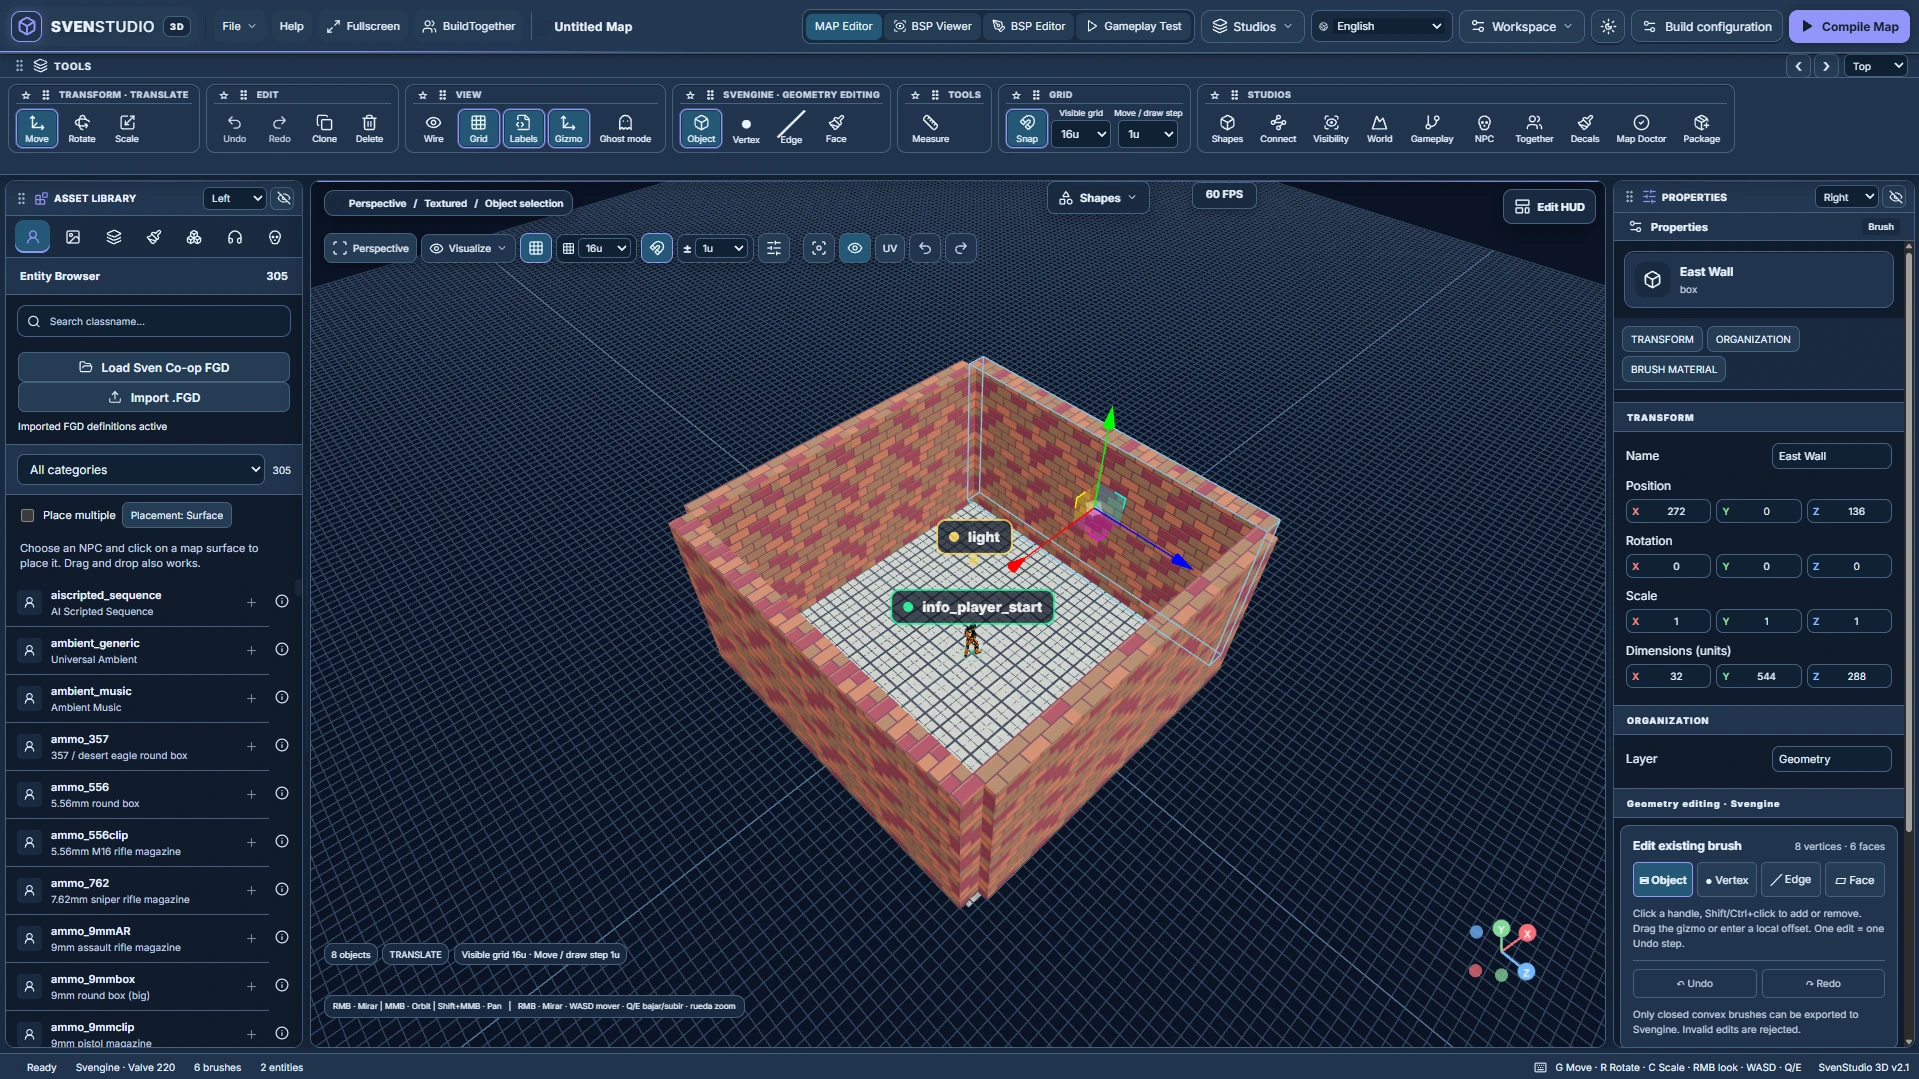 SVENSTUDIO 3D File Help Fullscreen BuildTogether Untitled Map MAP Editor BSP Viewer BSP Editor Gameplay Test Studios English Workspace Build configuration Compile Map
TOOLS Top
TRANSFORM · TRANSLATE EDIT VIEW SVENGINE · GEOMETRY EDITING TOOLS GRID STUDIOS
Visible grid Move / draw step
16u 1u
Move Rotate Scale Undo Redo Clone Delete Wire Grid Labels Gizmo Ghost mode Object Vertex Edge Face Measure Snap Shapes Connect Visibility World Gameplay NPC Together Decals Map Doctor Package
ASSET LIBRARY Left
Entity Browser 305
Search classname...
Load Sven Co-op FGD
Import .FGD
Imported FGD definitions active
All categories 305
Place multiple Placement: Surface
Choose an NPC and click on a map surface to
place it. Drag and drop also works.
aiscripted_sequence
AI Scripted Sequence
ambient_generic
Universal Ambient
ambient_music
Ambient Music
ammo_357
357 / desert eagle round box
ammo_556
5.56mm round box
ammo_556clip
5.56mm M16 rifle magazine
ammo_762
7.62mm sniper rifle magazine
ammo_9mmAR
9mm assault rifle magazine
ammo_9mmbox
9mm round box (big)
ammo_9mmclip
9mm pistol magazine
Perspective / Textured / Object selection
Shapes
60 FPS
Edit HUD
Perspective Visualize 16u ± 1u UV
light
info_player_start
Y X
Z
8 objects TRANSLATE Visible grid 16u · Move / draw step 1u
RMB · Mirar | MMB · Orbit | Shift+MMB · Pan | RMB · Mirar · WASD mover · Q/E bajar/subir · rueda zoom
PROPERTIES Right
Properties Brush
East Wall
box
TRANSFORM ORGANIZATION
BRUSH MATERIAL
TRANSFORM
Name East Wall
Position
X 272 Y 0 Z 136
Rotation
X 0 Y 0 Z 0
Scale
X 1 Y 1 Z 1
Dimensions (units)
X 32 Y 544 Z 288
ORGANIZATION
Layer Geometry
Geometry editing · Svengine
Edit existing brush 8 vertices · 6 faces
Object Vertex Edge Face
Click a handle, Shift/Ctrl+click to add or remove.
Drag the gizmo or enter a local offset. One edit = one
Undo step.
Undo Redo
Only closed convex brushes can be exported to
Svengine. Invalid edits are rejected.
Ready Svengine · Valve 220 6 brushes 2 entities G Move · R Rotate · C Scale · RMB look · WASD · Q/E SvenStudio 3D v2.1